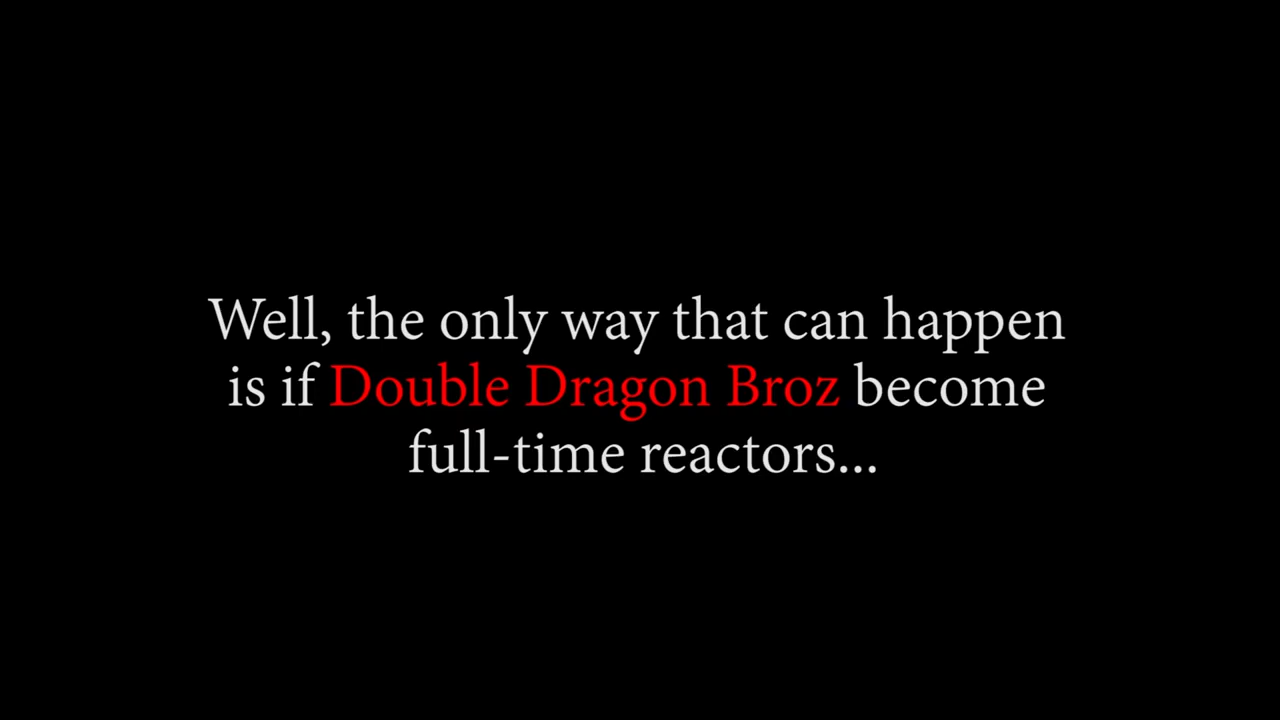 Well, the only way that can happen
is if Double Dragon Broz become
full-time reactors...